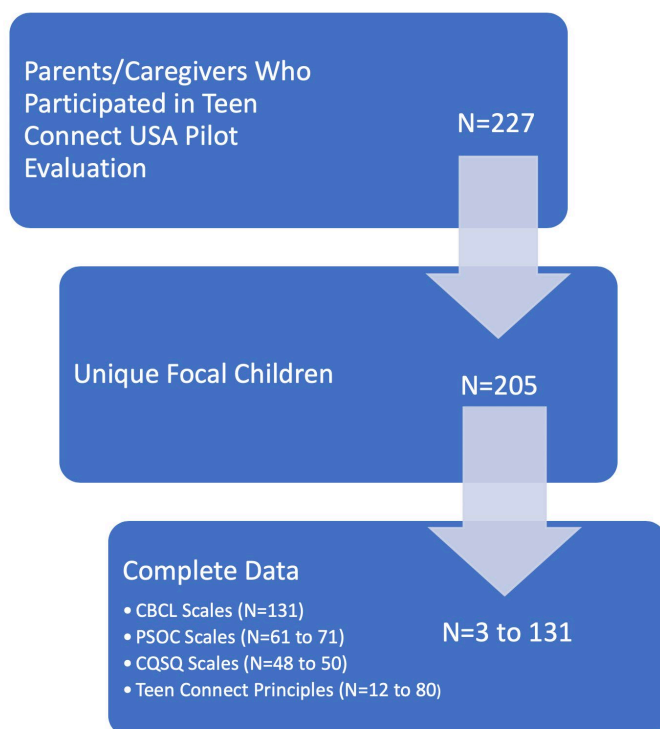 Parents/Caregivers Who
Participated in Teen
Connect USA Pilot
Evaluation
N=227
Unique Focal Children
N=205
Complete Data
• CBCL Scales (N=131)
• PSOC Scales (N=61 to 71)
• CQSQ Scales (N=48 to 50)
• Teen Connect Principles (N=12 to 80)
N=3 to 131